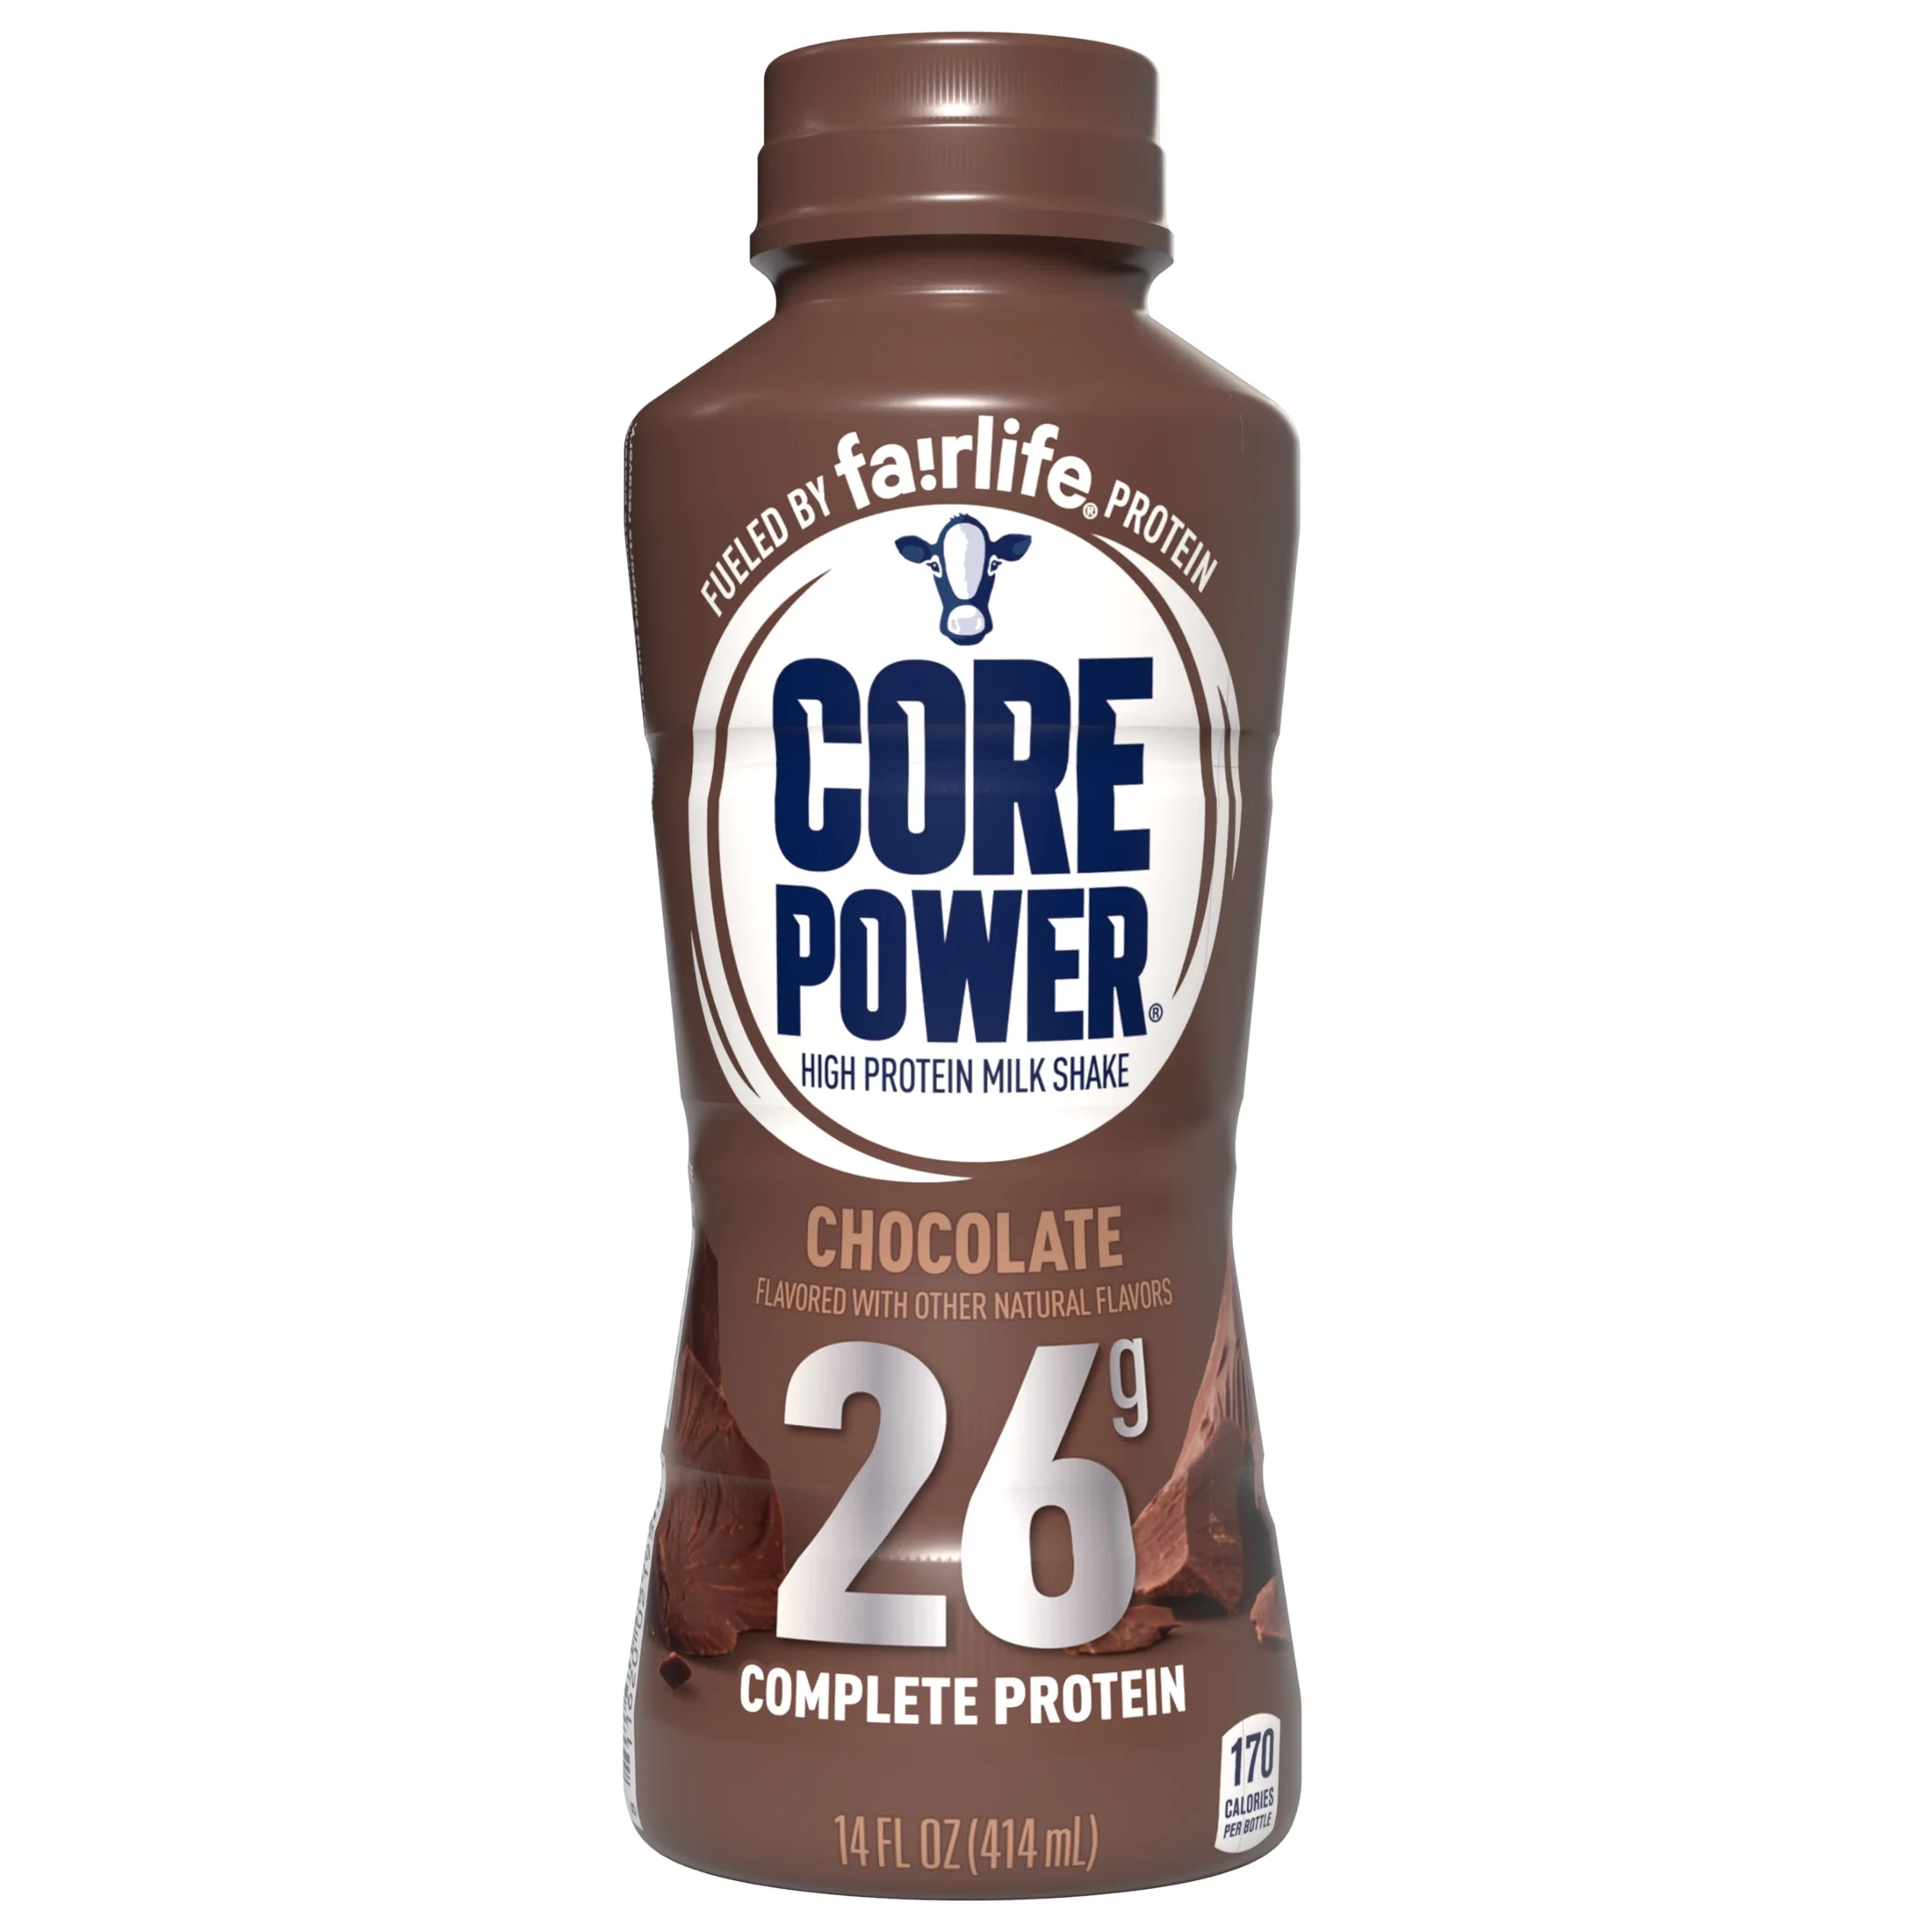 FUELED BY fa!rlife® PROTEIN
CORE
POWER®
HIGH PROTEIN MILK SHAKE
CHOCOLATE
FLAVORED WITH OTHER NATURAL FLAVORS
26g
COMPLETE PROTEIN
170
CALORIES
PER BOTTLE
14 FL OZ (414 mL)